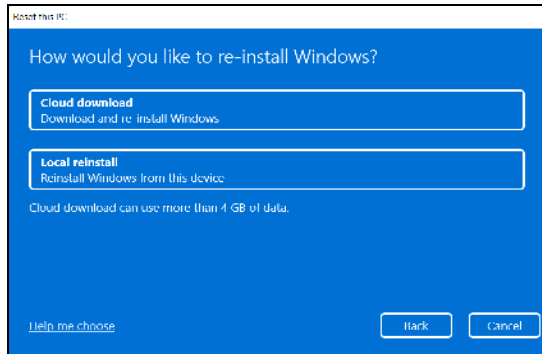 Reset this PC
How would you like to re-install Windows?
Cloud download
Download and re-install Windows
Local reinstall
Reinstall Windows from this device
Cloud download can use more than 4 GB of data.
Help me choose
Back
Cancel